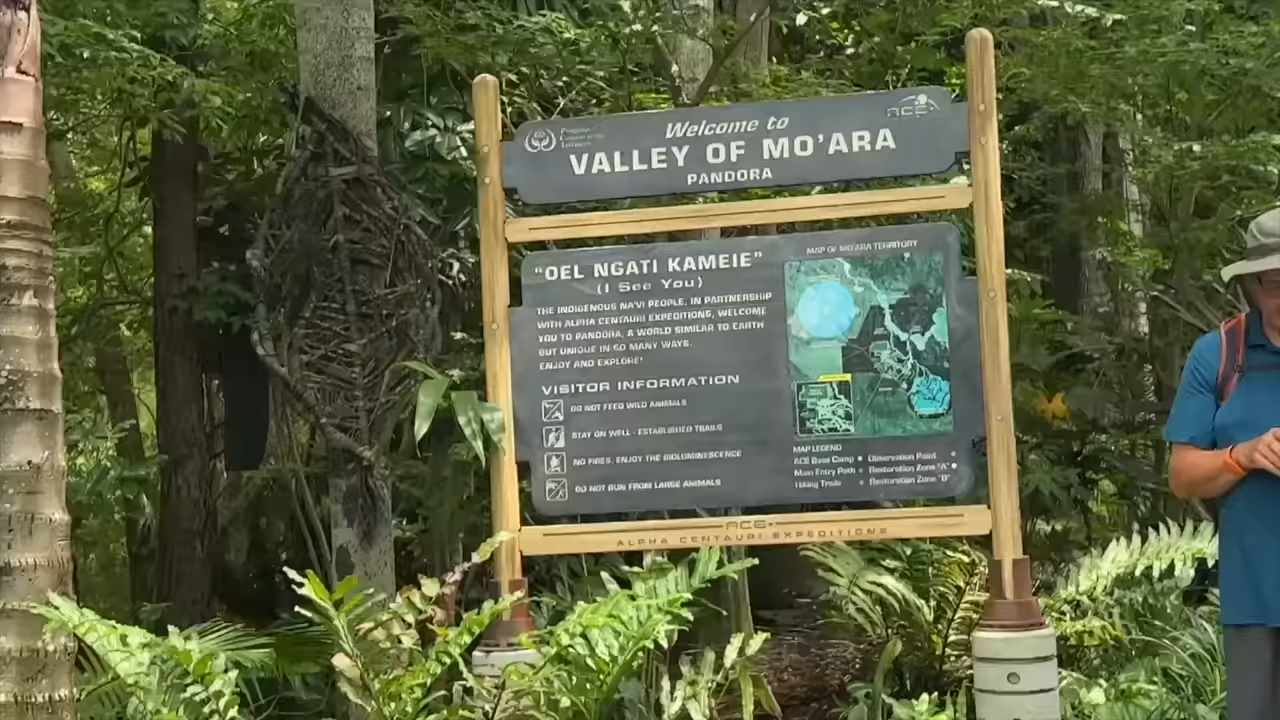 Pandora
Conservation
Initiative
ACE
Welcome to
VALLEY OF MO'ARA
PANDORA
"OEL NGATI KAMEIE"
(I See You)
THE INDIGENOUS NA'VI PEOPLE, IN PARTNERSHIP
WITH ALPHA CENTAURI EXPEDITIONS, WELCOME
YOU TO PANDORA, A WORLD SIMILAR TO EARTH
BUT UNIQUE IN SO MANY WAYS.
ENJOY AND EXPLORE!
VISITOR INFORMATION
DO NOT FEED WILD ANIMALS
STAY ON WELL-ESTABLISHED TRAILS
NO FIRES, ENJOY THE BIOLUMINESCENCE
DO NOT RUN FROM LARGE ANIMALS
MAP OF MO'ARA TERRITORY
MAP LEGEND
ACE Base Camp • Observation Point
Main Entry Path • Restoration Zone "A"
Hiking Trails • Restoration Zone "B"
ACE
ALPHA CENTAURI EXPEDITIONS